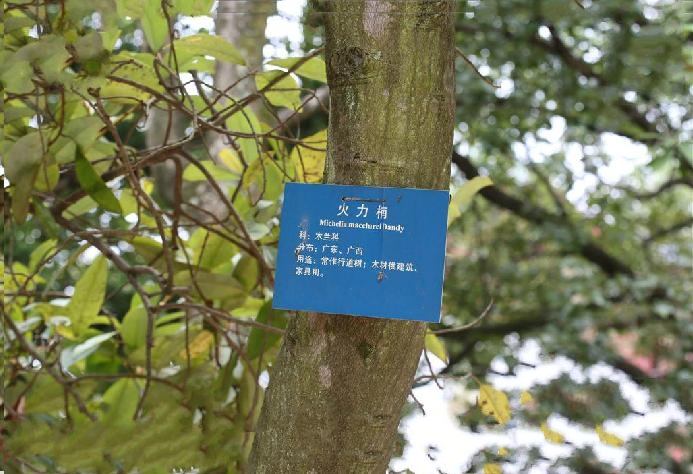 火力楠
Michelia macclurei Dandy
科：木兰科
分布：广东、广西
用途：常作行道树；木材供建筑、
家具用。